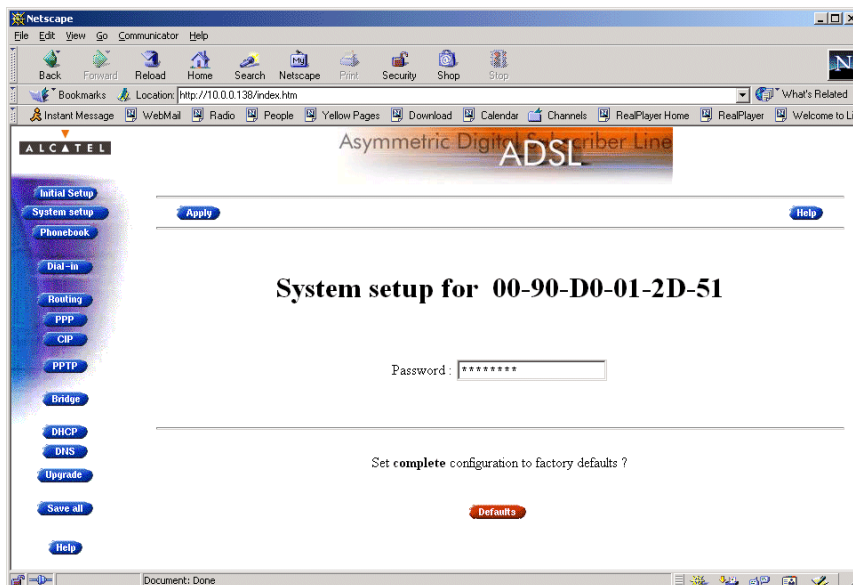 Netscape
File Edit View Go Communicator Help
Back Forward Reload Home Search Netscape Print Security Shop Stop
Bookmarks Location: http://10.0.0.138/index.htm What's Related
Instant Message WebMail Radio People Yellow Pages Download Calendar Channels RealPlayer Home RealPlayer Welcome to Li
ALCATEL
Asymmetric Digital Subscriber Line
ADSL
Initial Setup
System setup
Phonebook
Dial-in
Routing
PPP
CIP
PPTP
Bridge
DHCP
DNS
Upgrade
Save all
Help
Apply Help
System setup for 00-90-D0-01-2D-51
Password : ********
Set complete configuration to factory defaults ?
Defaults
Document: Done